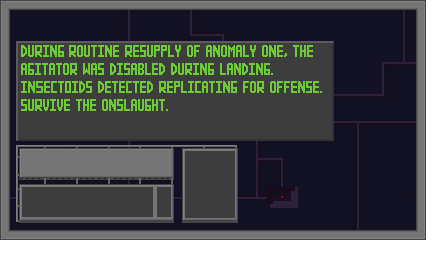 DURING ROUTINE RESUPPLY OF ANOMALY ONE, THE
AGITATOR WAS DISABLED DURING LANDING.
INSECTOIDS DETECTED REPLICATING FOR OFFENSE.
SURVIVE THE ONSLAUGHT.